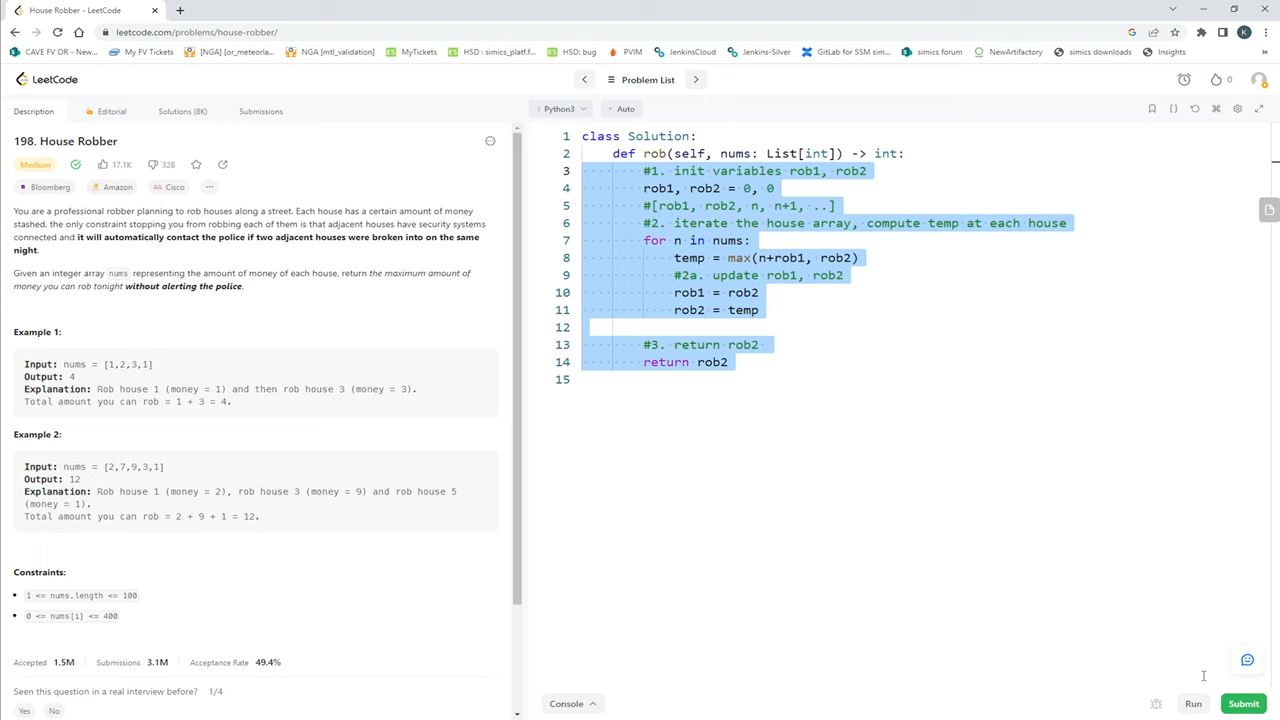 House Robber - LeetCode
leetcode.com/problems/house-robber/
CAVE FV OR - New...
My FV Tickets
[NGA] [or_meteorla...
NGA [mtl_validation]
MyTickets
HSD : simics_platf.f...
HSD: bug
PVIM
JenkinsCloud
Jenkins-Silver
GitLab for SSM sim...
simics forum
NewArtifactory
simics downloads
Insights
LeetCode
Problem List
0
Description
Editorial
Solutions (8K)
Submissions
Python3
Auto
198. House Robber
Medium
17.1K
328
Bloomberg
Amazon
Cisco
You are a professional robber planning to rob houses along a street. Each house has a certain amount of money
stashed, the only constraint stopping you from robbing each of them is that adjacent houses have security systems
connected and it will automatically contact the police if two adjacent houses were broken into on the same
night.
Given an integer array nums representing the amount of money of each house, return the maximum amount of
money you can rob tonight without alerting the police.
Example 1:
Input: nums = [1,2,3,1]
Output: 4
Explanation: Rob house 1 (money = 1) and then rob house 3 (money = 3).
Total amount you can rob = 1 + 3 = 4.
Example 2:
Input: nums = [2,7,9,3,1]
Output: 12
Explanation: Rob house 1 (money = 2), rob house 3 (money = 9) and rob house 5
(money = 1).
Total amount you can rob = 2 + 9 + 1 = 12.
Constraints:
• 1 <= nums.length <= 100
• 0 <= nums[i] <= 400
Accepted 1.5M Submissions 3.1M Acceptance Rate 49.4%
Seen this question in a real interview before? 1/4
Yes No
1 class Solution:
2 def rob(self, nums: List[int]) -> int:
3 #1. init variables rob1, rob2
4 rob1, rob2 = 0, 0
5 #[rob1, rob2, n, n+1, ..]
6 #2. iterate the house array, compute temp at each house
7 for n in nums:
8 temp = max(n+rob1, rob2)
9 #2a. update rob1, rob2
10 rob1 = rob2
11 rob2 = temp
12
13 #3. return rob2
14 return rob2
15
Console
Run
Submit
K